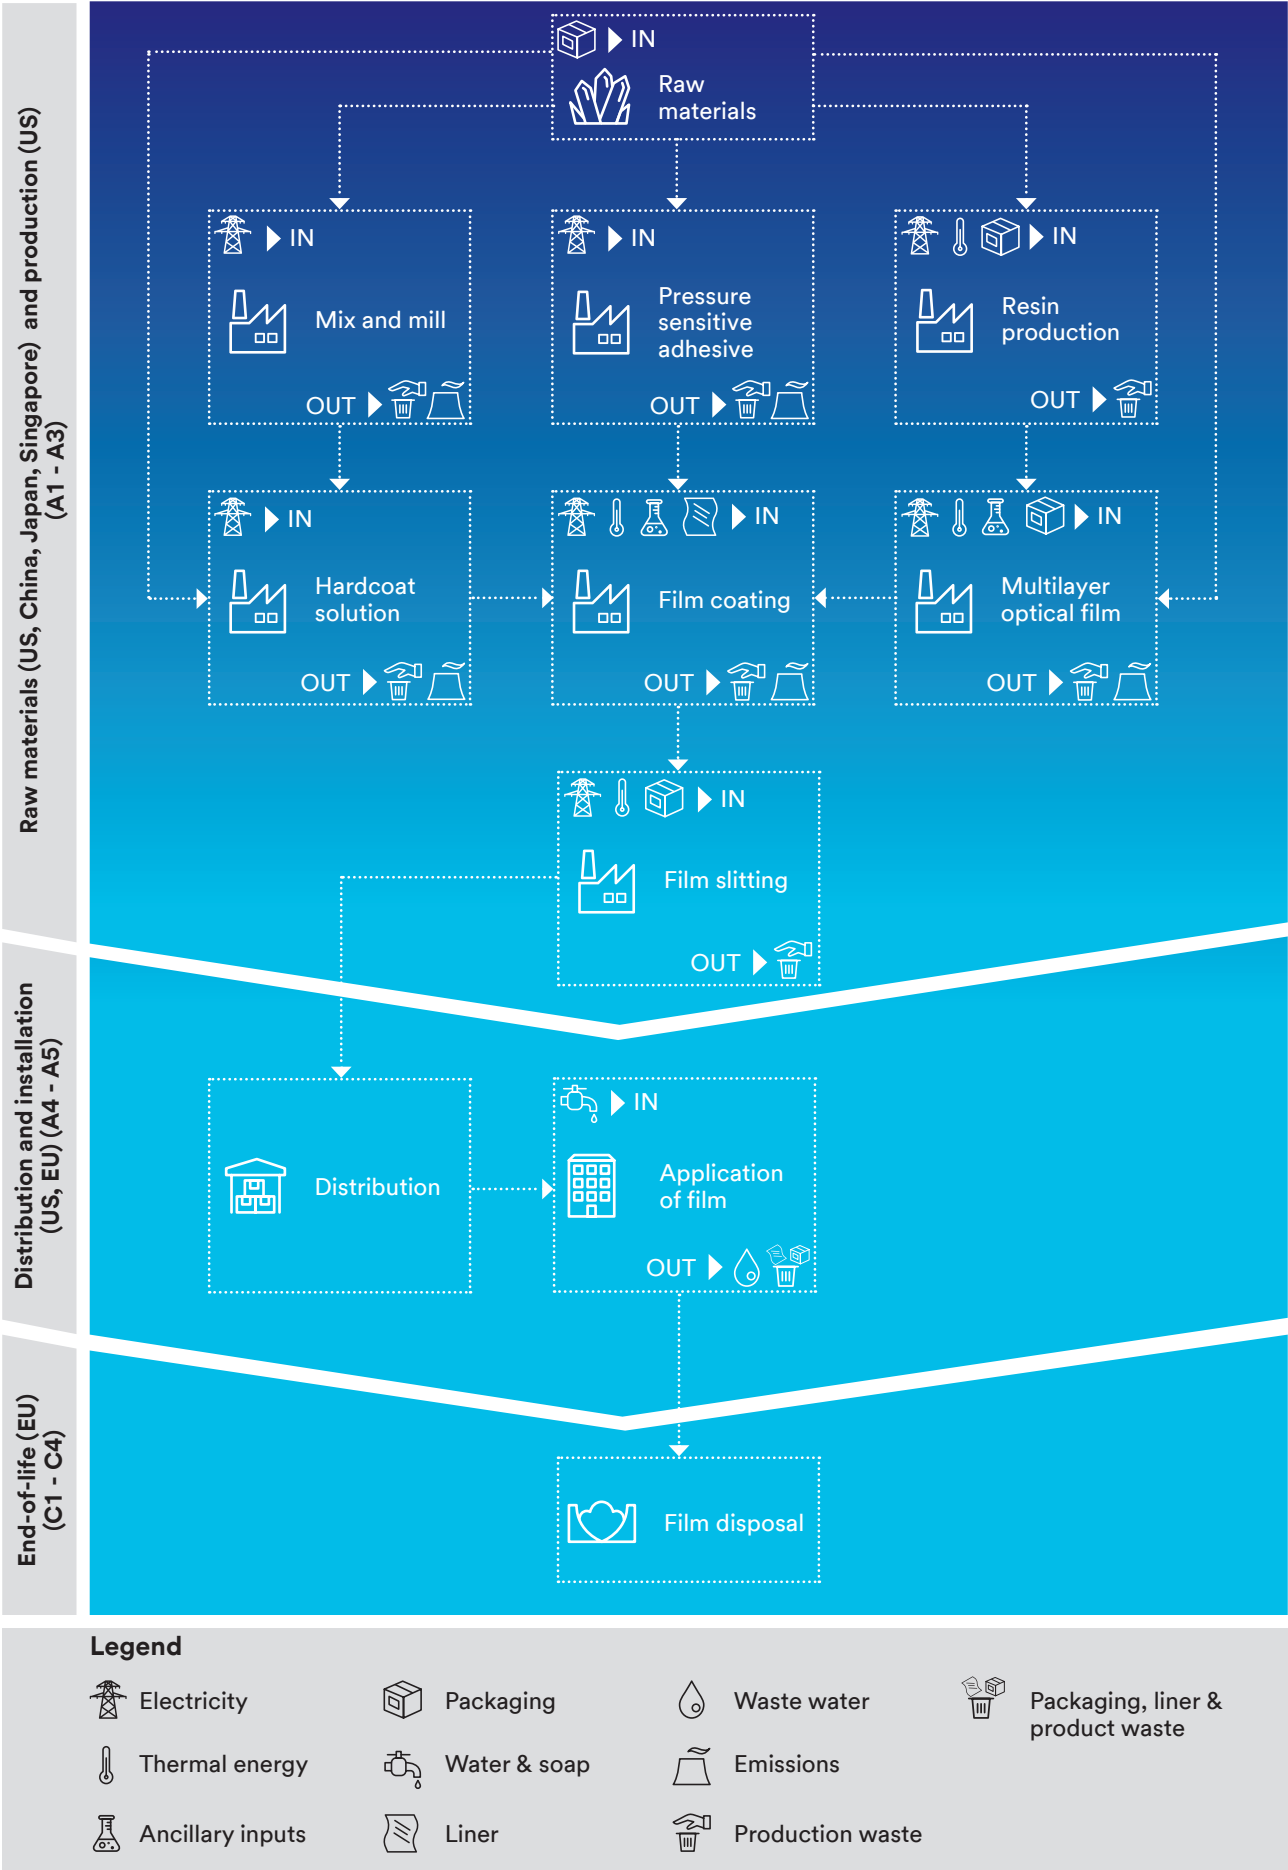 Raw materials (US, China, Japan, Singapore) and production (US)
(A1 - A3)
IN
Raw
materials
IN
Mix and mill
OUT
IN
Pressure
sensitive
adhesive
OUT
IN
Resin
production
OUT
IN
Hardcoat
solution
OUT
IN
Film coating
OUT
IN
Multilayer
optical film
OUT
IN
Film slitting
OUT
Distribution and installation
(US, EU) (A4 - A5)
Distribution
IN
Application
of film
OUT
End-of-life (EU)
(C1 - C4)
Film disposal
Legend
Electricity
Packaging
Waste water
Packaging, liner &
product waste
Thermal energy
Water & soap
Emissions
Ancillary inputs
Liner
Production waste